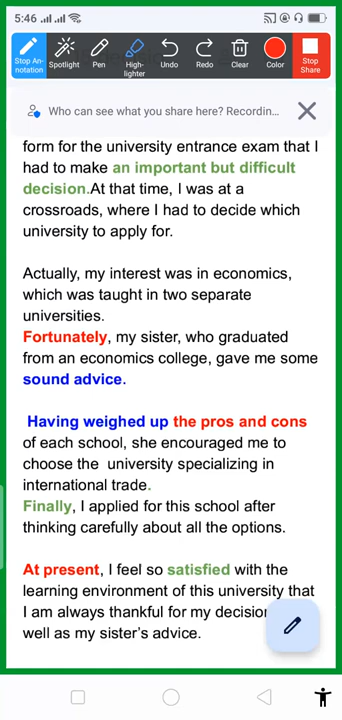 5:46
Stop An-
notation
Spotlight
Pen
High-
lighter
Undo
Redo
Clear
Color
Stop
Share
Who can see what you share here? Recordin...
form for the university entrance exam that I
had to make an important but difficult
decision.At that time, I was at a
crossroads, where I had to decide which
university to apply for.
Actually, my interest was in economics,
which was taught in two separate
universities.
Fortunately, my sister, who graduated
from an economics college, gave me some
sound advice.
Having weighed up the pros and cons
of each school, she encouraged me to
choose the university specializing in
international trade.
Finally, I applied for this school after
thinking carefully about all the options.
At present, I feel so satisfied with the
learning environment of this university that
I am always thankful for my decision
well as my sister's advice.